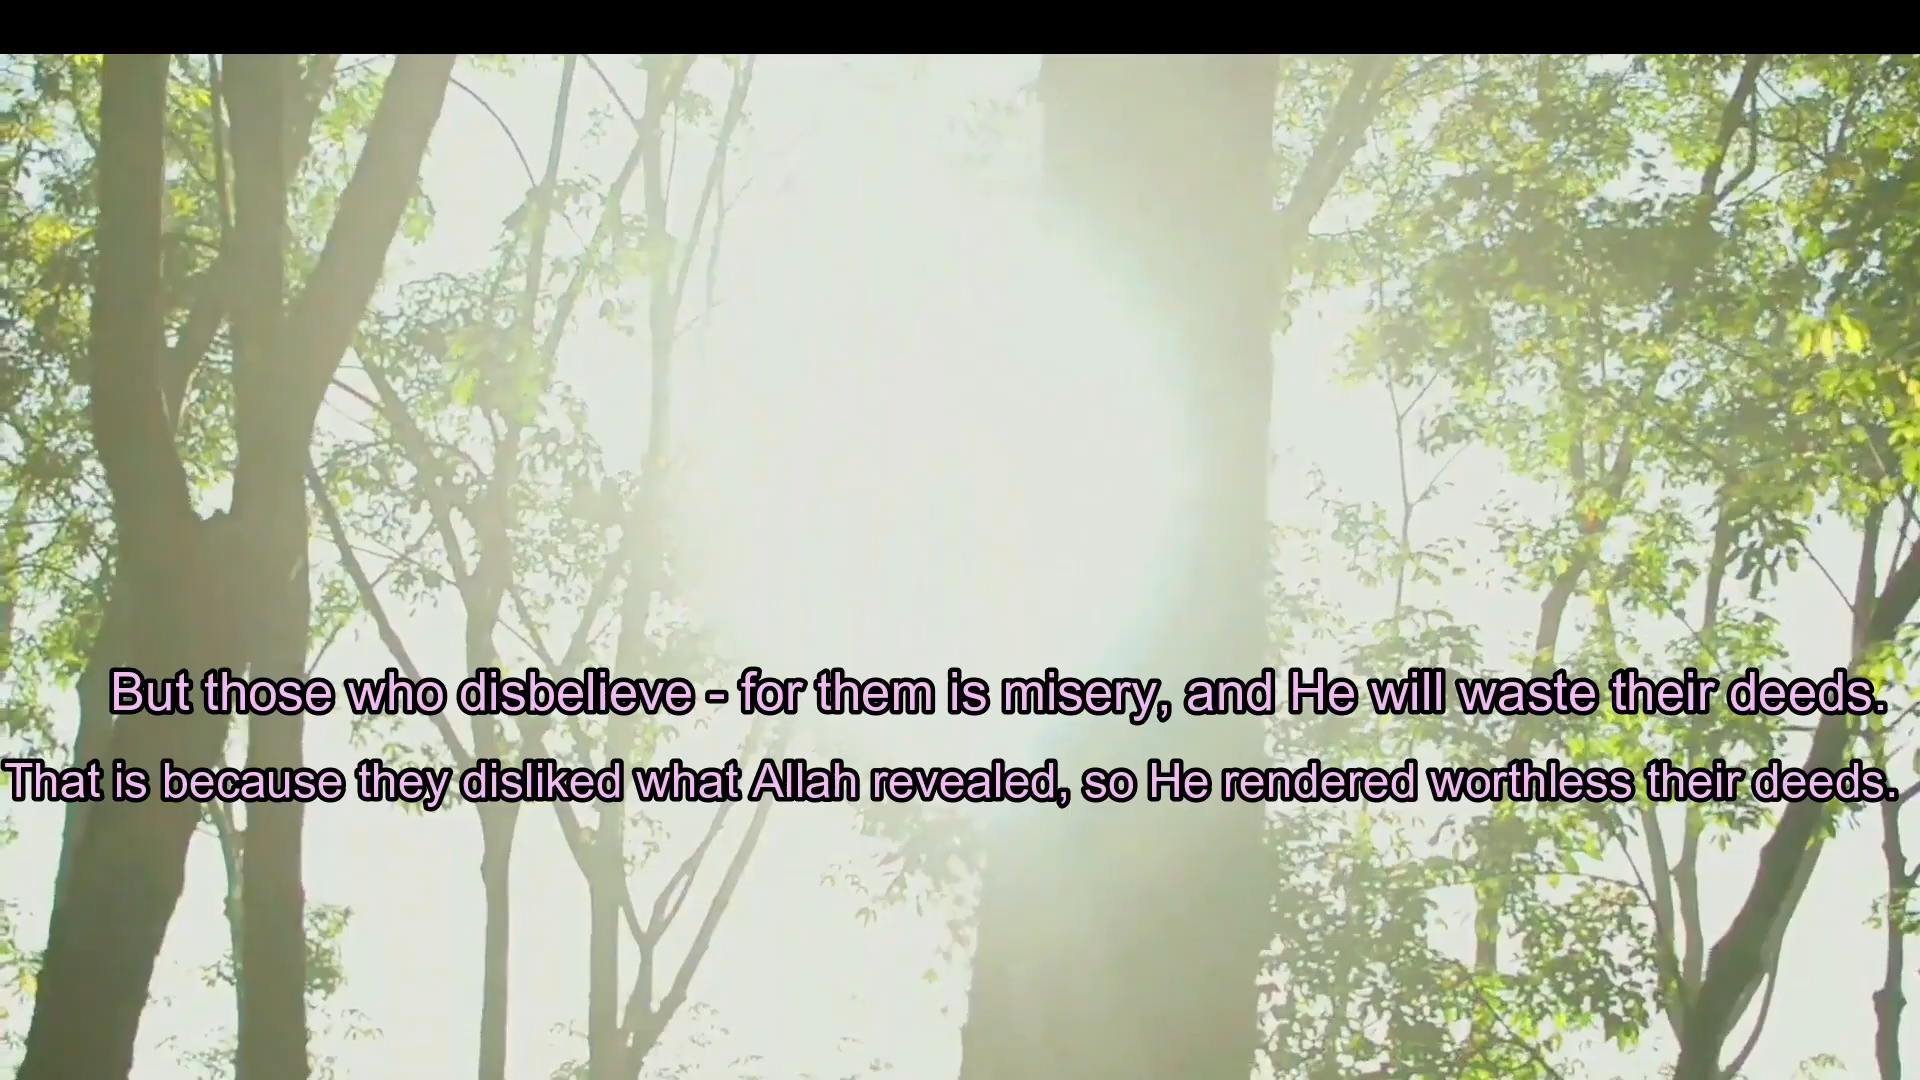 But those who disbelieve - for them is misery, and He will waste their deeds.
That is because they disliked what Allah revealed, so He rendered worthless their deeds.